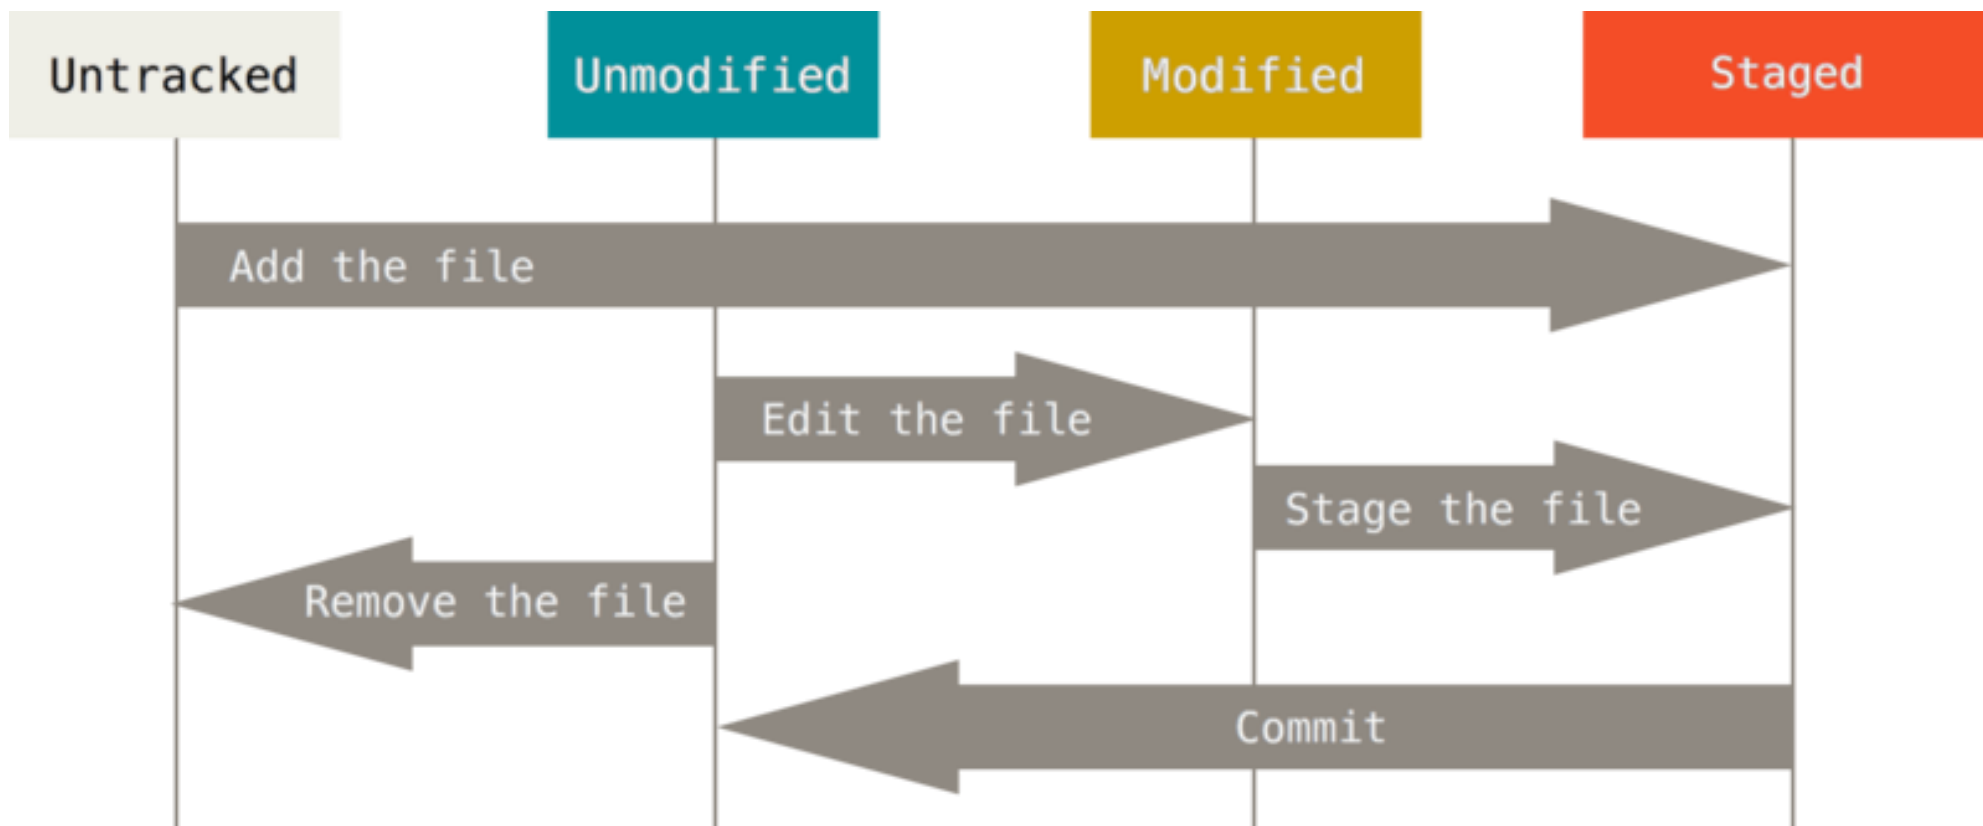 Untracked
Unmodified
Modified
Staged
Add the file
Edit the file
Stage the file
Remove the file
Commit